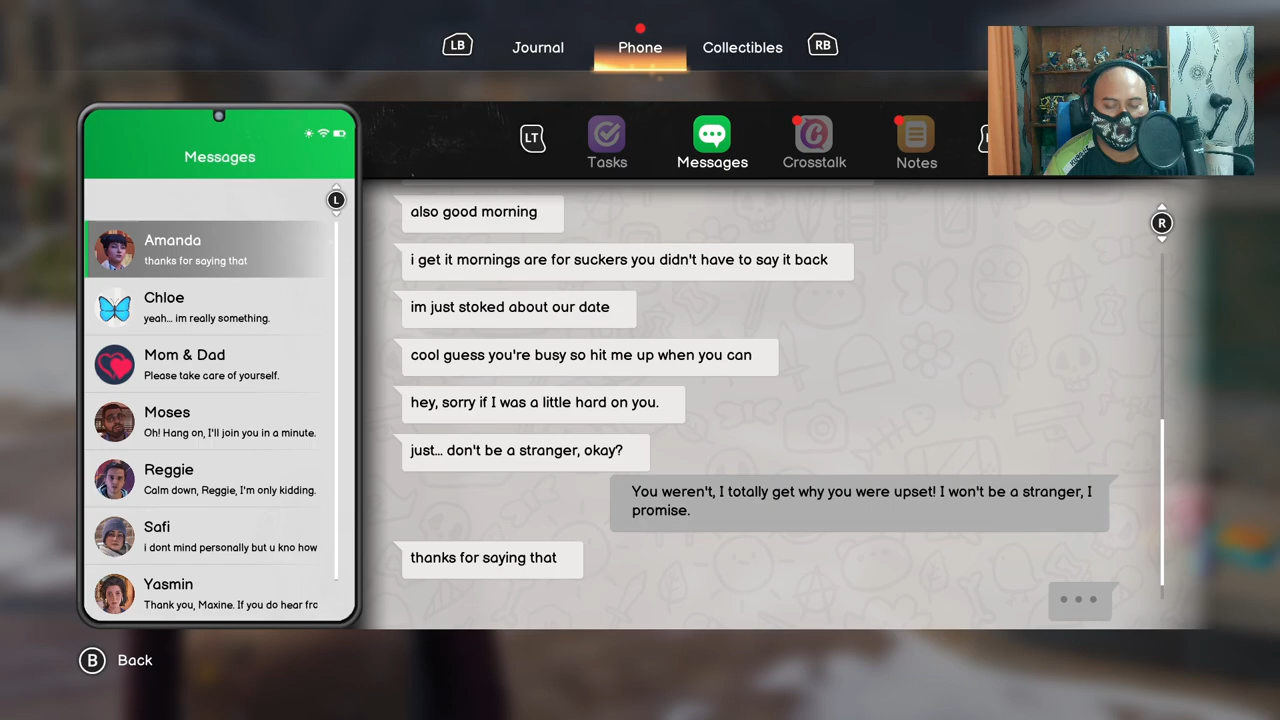 LB
Journal
Phone
Collectibles
RB
Messages
LT
Tasks
Messages
Crosstalk
Notes
L
R
Amanda
thanks for saying that
Chloe
yeah... im really something.
Mom & Dad
Please take care of yourself.
Moses
Oh! Hang on, I'll join you in a minute.
Reggie
Calm down, Reggie, I'm only kidding.
Safi
i dont mind personally but u kno how
Yasmin
Thank you, Maxine. If you do hear frc
also good morning
i get it mornings are for suckers you didn't have to say it back
im just stoked about our date
cool guess you're busy so hit me up when you can
hey, sorry if I was a little hard on you.
just... don't be a stranger, okay?
You weren't, I totally get why you were upset! I won't be a stranger, I
promise.
thanks for saying that
B
Back